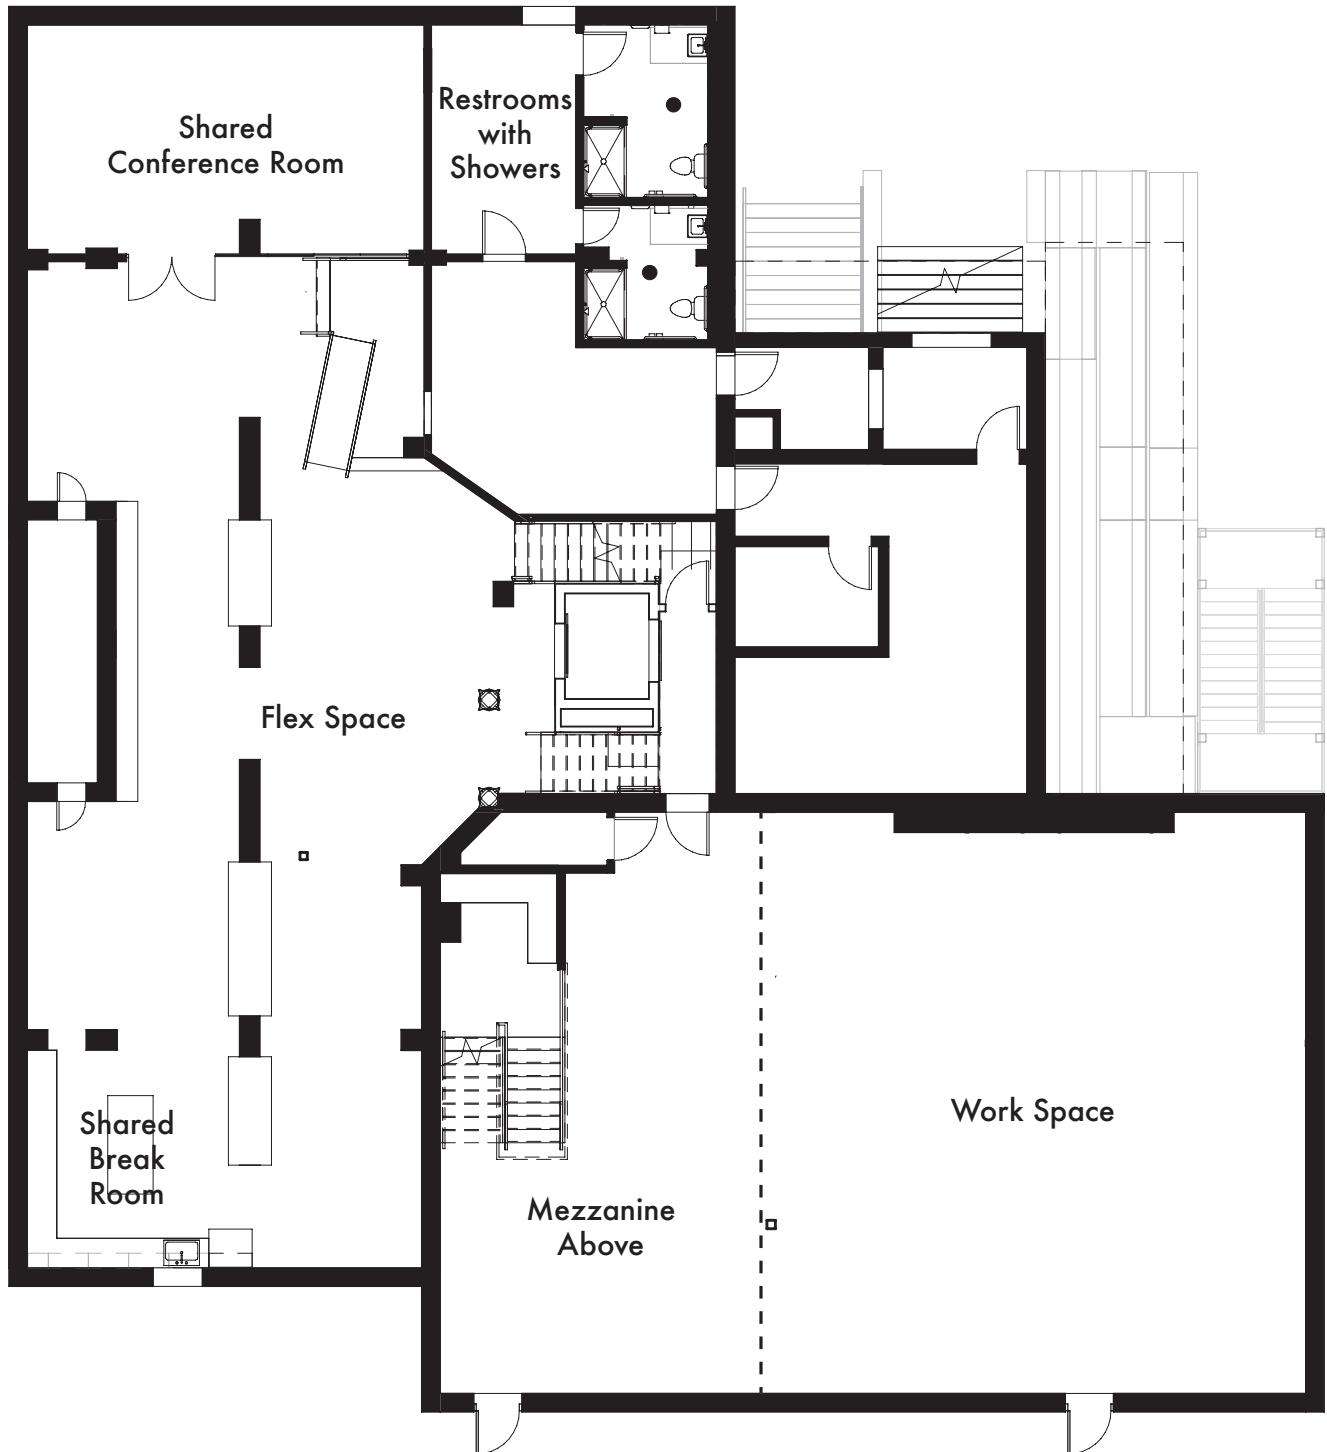 Shared
Conference Room
Restrooms
with
Showers
Flex Space
Shared
Break
Room
Work Space
Mezzanine
Above